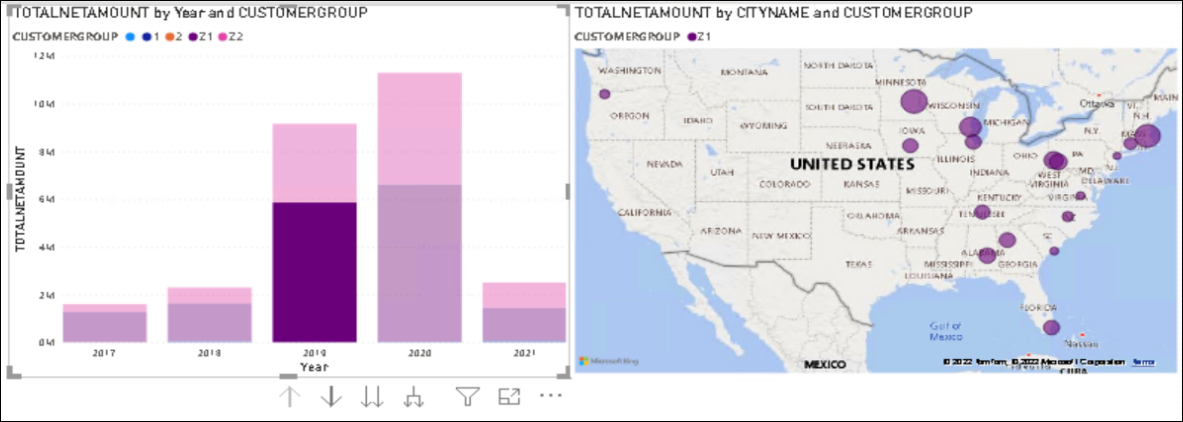 TOTALNETAMOUNT by Year and CUSTOMERGROUP
CUSTOMERGROUP 1 2 Z1 Z2
12M
10M
8M
6M
4M
2M
0M
TOTALNETAMOUNT
2017 2018 2019 2020 2021
Year
TOTALNETAMOUNT by CITYNAME and CUSTOMERGROUP
CUSTOMERGROUP Z1
WASHINGTON
MONTANA
NORTH DAKOTA
MINNESOTA
Ottawa
VT.
MAIN
OREGON
IDAHO
WYOMING
SOUTH DAKOTA
WISCONSIN
MICHIGAN
N.H.
N.Y.
IOWA
NEBRASKA
UNITED STATES
ILLINOIS
INDIANA
OHIO
PA
NEVADA
UTAH
COLORADO
KANSAS
MISSOURI
WEST
VIRGINIA
MD
DELAWARE
KENTUCKY
VIRGINIA
CALIFORNIA
ARIZONA
NEW MEXICO
OKLAHOMA
ARKANSAS
TENNESSEE
SC
TEXAS
MISSISSIPPI
ALABAMA
GEORGIA
LOUISIANA
FLORIDA
Gulf of
Mexico
Nassau
MEXICO
Microsoft Bing
© 2022 TomTom, © 2022 Microsoft Corporation Terms
CUBA